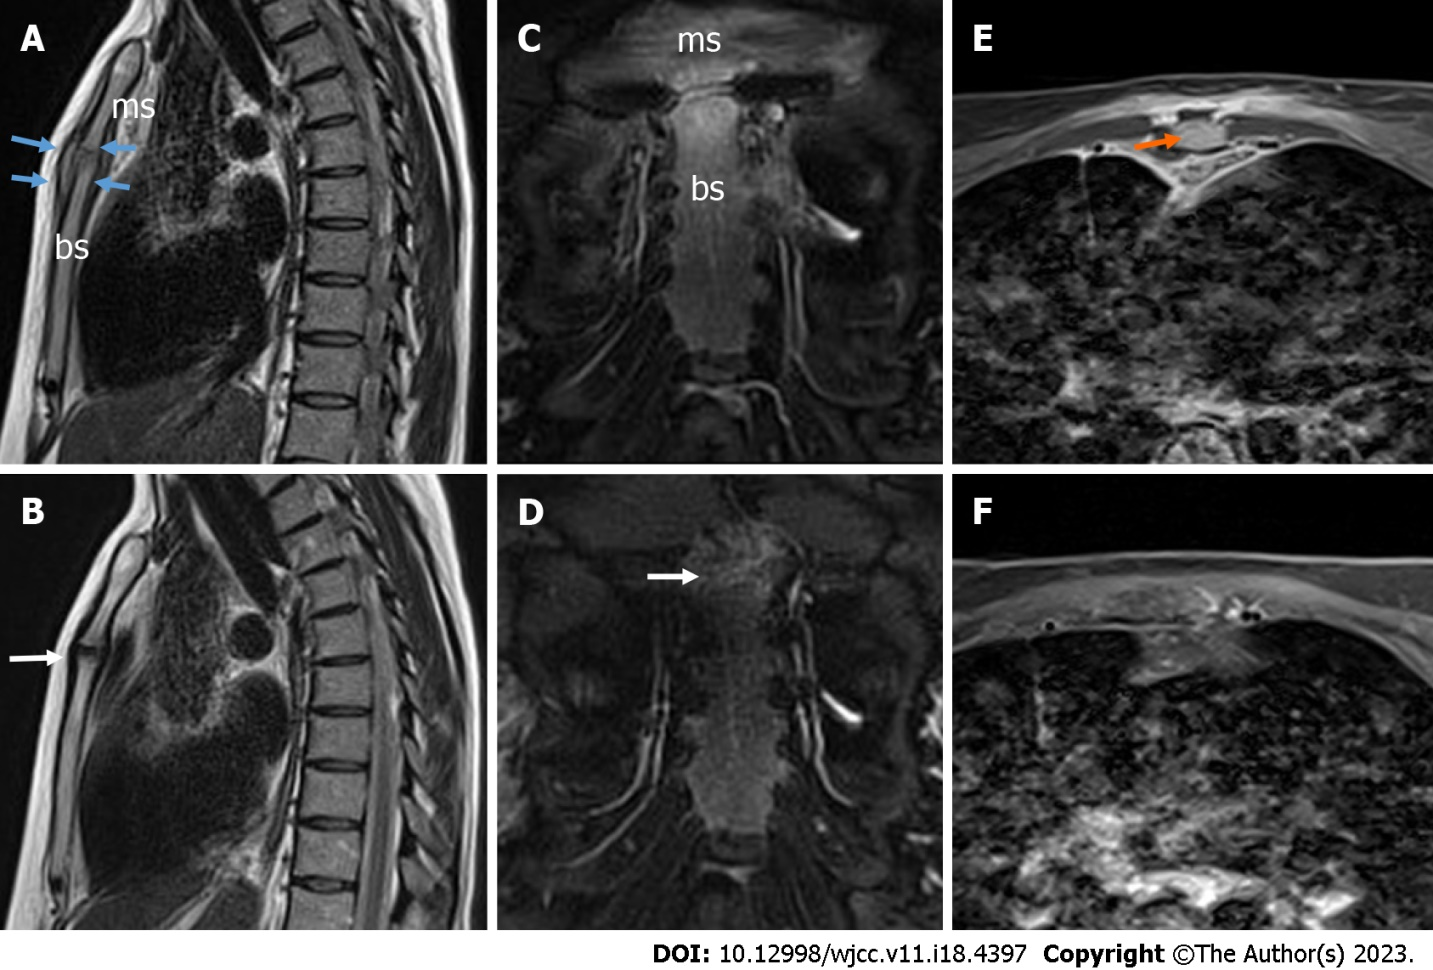 A
ms
bs
C
ms
bs
E
B
D
F
DOI: 10.12998/wjcc.v11.i18.4397 Copyright ©The Author(s) 2023.